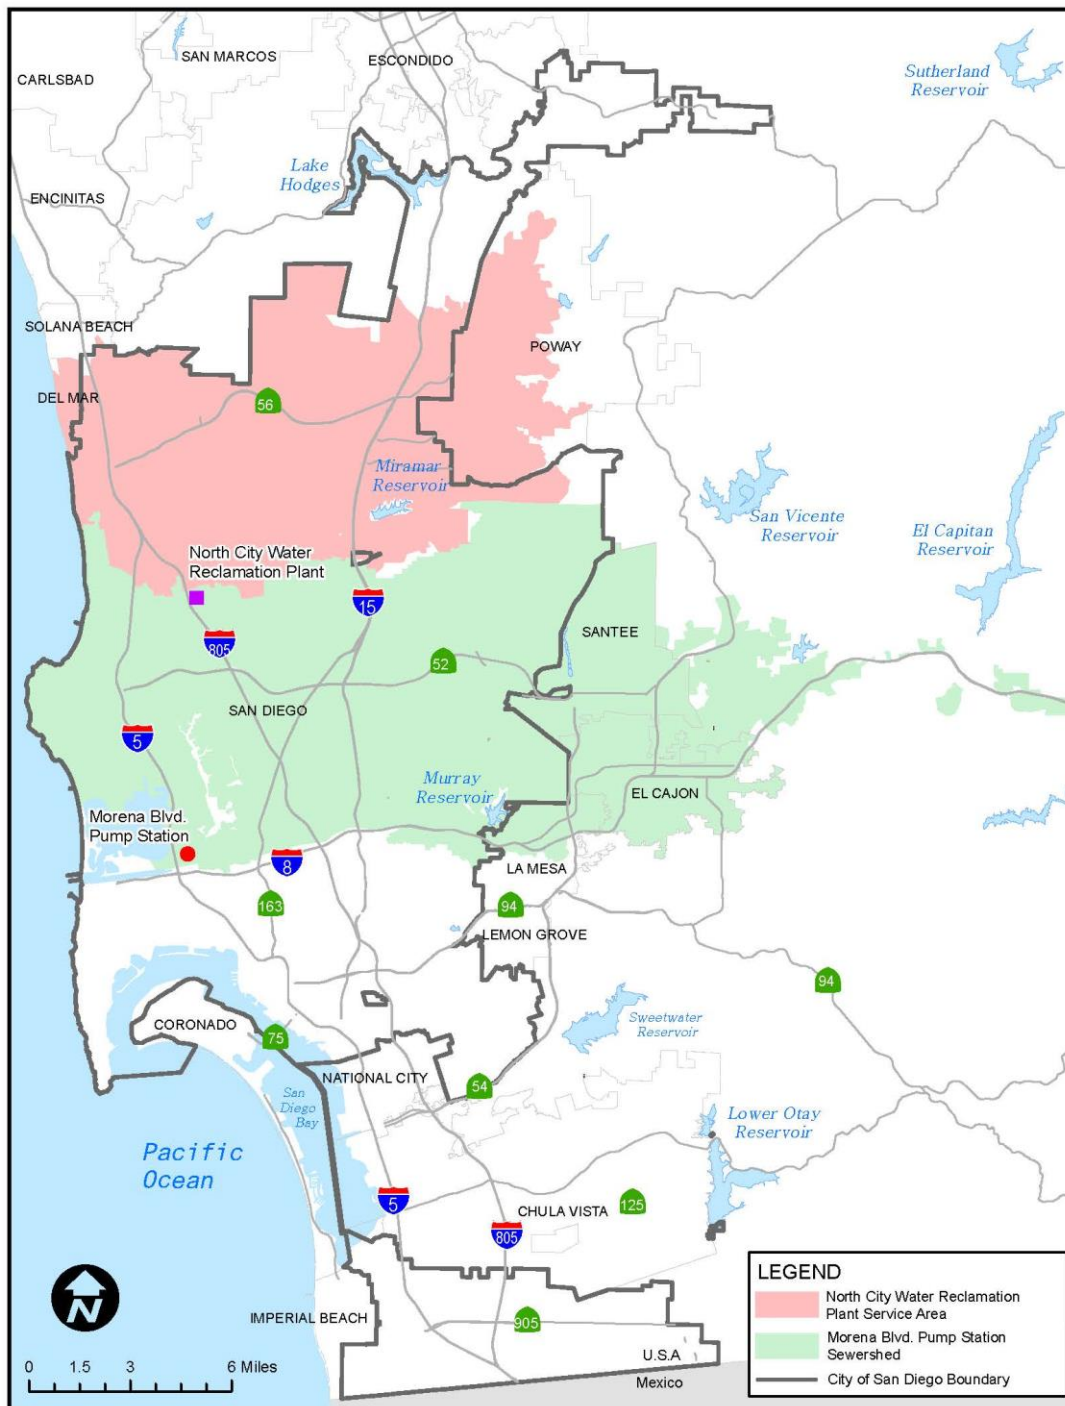 SAN MARCOS
ESCONDIDO
CARLSBAD
Sutherland
Reservoir
Lake
Hodges
ENCINITAS
SOLANA BEACH
POWAY
DEL MAR
56
Miramar
Reservoir
San Vicente
Reservoir
El Capitan
Reservoir
North City Water
Reclamation Plant
15
805
SANTEE
52
SAN DIEGO
5
Murray
Reservoir
EL CAJON
Morena Blvd.
Pump Station
8
LA MESA
163
94
LEMON GROVE
94
CORONADO
75
Sweetwater
Reservoir
NATIONAL CITY
54
San
Diego
Bay
Lower Otay
Reservoir
Pacific
Ocean
5
125
CHULA VISTA
805
N
IMPERIAL BEACH
905
U.S.A
Mexico
0 1.5 3 6 Miles
LEGEND
North City Water Reclamation
Plant Service Area
Morena Blvd. Pump Station
Sewershed
City of San Diego Boundary